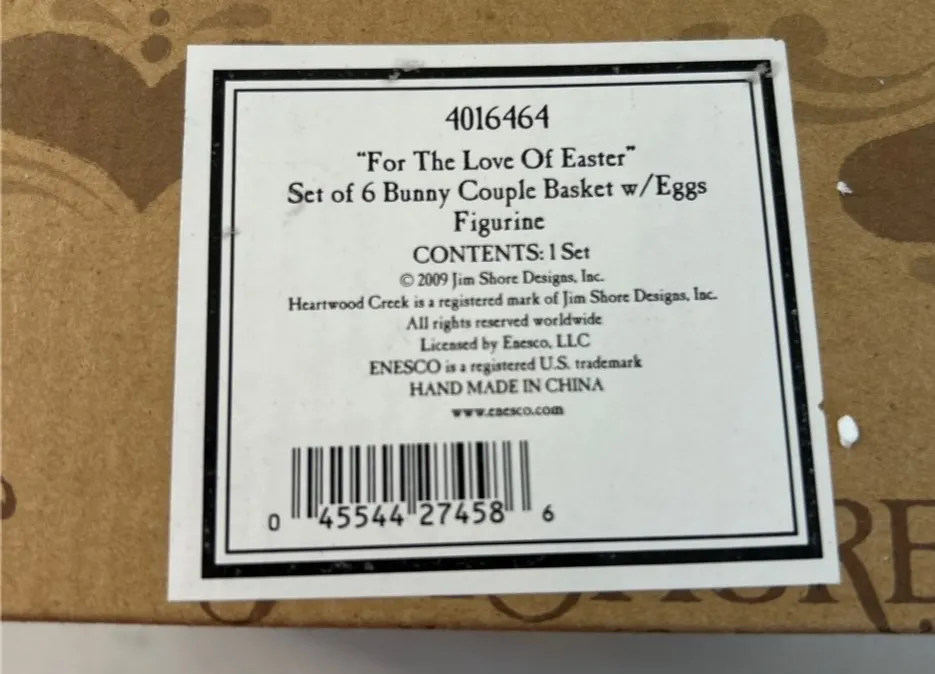 4016464
“For The Love Of Easter”
Set of 6 Bunny Couple Basket w/Eggs
Figurine
CONTENTS: 1 Set
© 2009 Jim Shore Designs, Inc.
Heartwood Creek is a registered mark of Jim Shore Designs, Inc.
All rights reserved worldwide
Licensed by Enesco, LLC
ENESCO is a registered U.S. trademark
HAND MADE IN CHINA
www.enesco.com
0 45544 27458 6